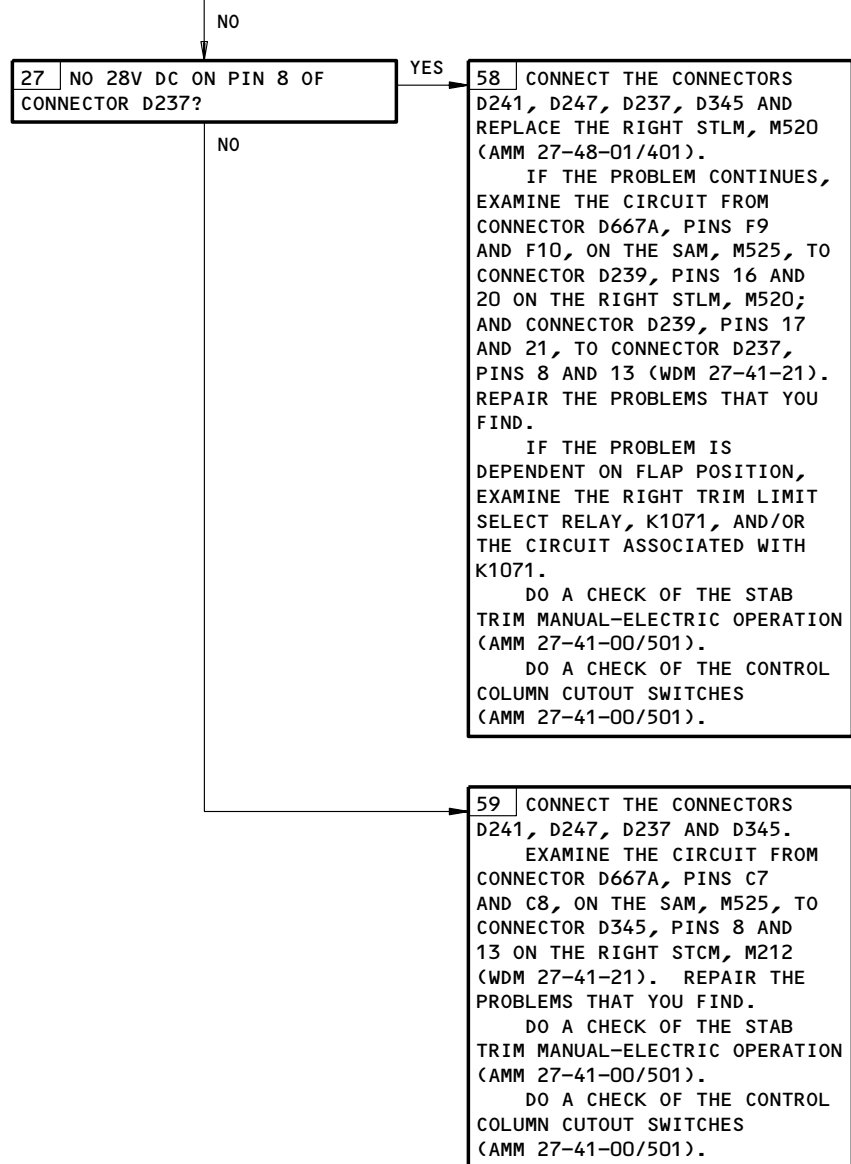 NO
27 NO 28V DC ON PIN 8 OF
CONNECTOR D237?
YES
NO
58 CONNECT THE CONNECTORS
D241, D247, D237, D345 AND
REPLACE THE RIGHT STLM, M520
(AMM 27-48-01/401).
IF THE PROBLEM CONTINUES,
EXAMINE THE CIRCUIT FROM
CONNECTOR D667A, PINS F9
AND F10, ON THE SAM, M525, TO
CONNECTOR D239, PINS 16 AND
20 ON THE RIGHT STLM, M520;
AND CONNECTOR D239, PINS 17
AND 21, TO CONNECTOR D237,
PINS 8 AND 13 (WDM 27-41-21).
REPAIR THE PROBLEMS THAT YOU
FIND.
IF THE PROBLEM IS
DEPENDENT ON FLAP POSITION,
EXAMINE THE RIGHT TRIM LIMIT
SELECT RELAY, K1071, AND/OR
THE CIRCUIT ASSOCIATED WITH
K1071.
DO A CHECK OF THE STAB
TRIM MANUAL-ELECTRIC OPERATION
(AMM 27-41-00/501).
DO A CHECK OF THE CONTROL
COLUMN CUTOUT SWITCHES
(AMM 27-41-00/501).
59 CONNECT THE CONNECTORS
D241, D247, D237 AND D345.
EXAMINE THE CIRCUIT FROM
CONNECTOR D667A, PINS C7
AND C8, ON THE SAM, M525, TO
CONNECTOR D345, PINS 8 AND
13 ON THE RIGHT STCM, M212
(WDM 27-41-21). REPAIR THE
PROBLEMS THAT YOU FIND.
DO A CHECK OF THE STAB
TRIM MANUAL-ELECTRIC OPERATION
(AMM 27-41-00/501).
DO A CHECK OF THE CONTROL
COLUMN CUTOUT SWITCHES
(AMM 27-41-00/501).